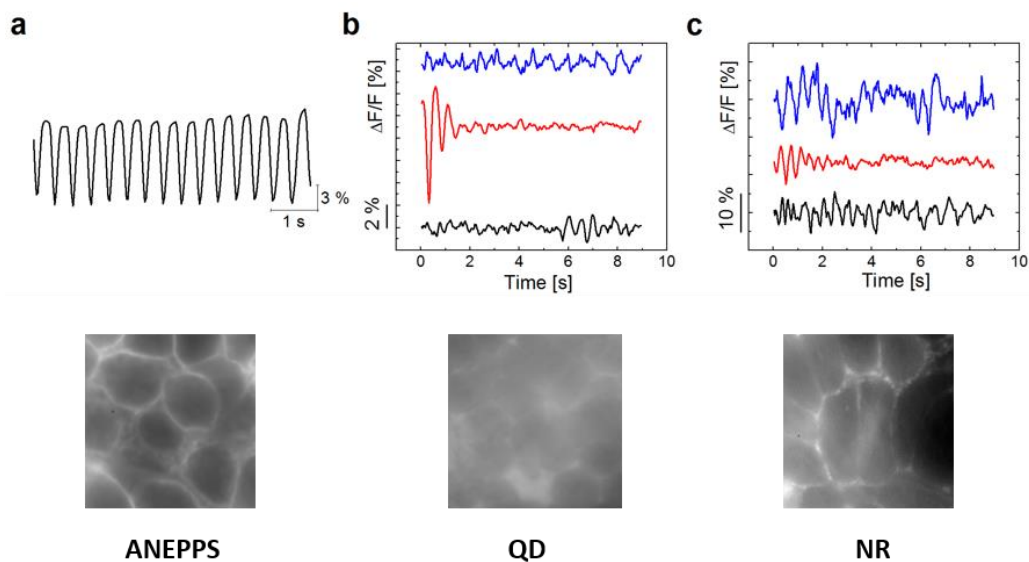 a
3 %
1 s
b
ΔF/F [%]
2 %
0 2 4 6 8 10
Time [s]
c
ΔF/F [%]
10 %
0 2 4 6 8 10
Time [s]
ANEPPS
QD
NR